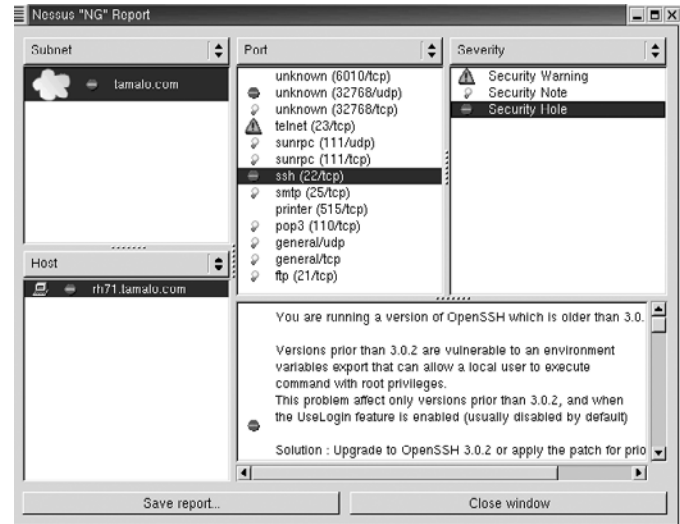 Nessus "NG" Report
Subnet
tamalo.com
Host
rh71.tamalo.com
Port
unknown (6010/tcp)
unknown (32768/udp)
unknown (32768/tcp)
telnet (23/tcp)
sunrpc (111/udp)
sunrpc (111/tcp)
ssh (22/tcp)
smtp (25/tcp)
printer (515/tcp)
pop3 (110/tcp)
general/udp
general/tcp
ftp (21/tcp)
Severity
Security Warning
Security Note
Security Hole
You are running a version of OpenSSH which is older than 3.0.
Versions prior than 3.0.2 are vulnerable to an environment
variables export that can allow a local user to execute
command with root privileges.
This problem affect only versions prior than 3.0.2, and when
the UseLogin feature is enabled (usually disabled by default)
Solution : Upgrade to OpenSSH 3.0.2 or apply the patch for prio
Save report...
Close window